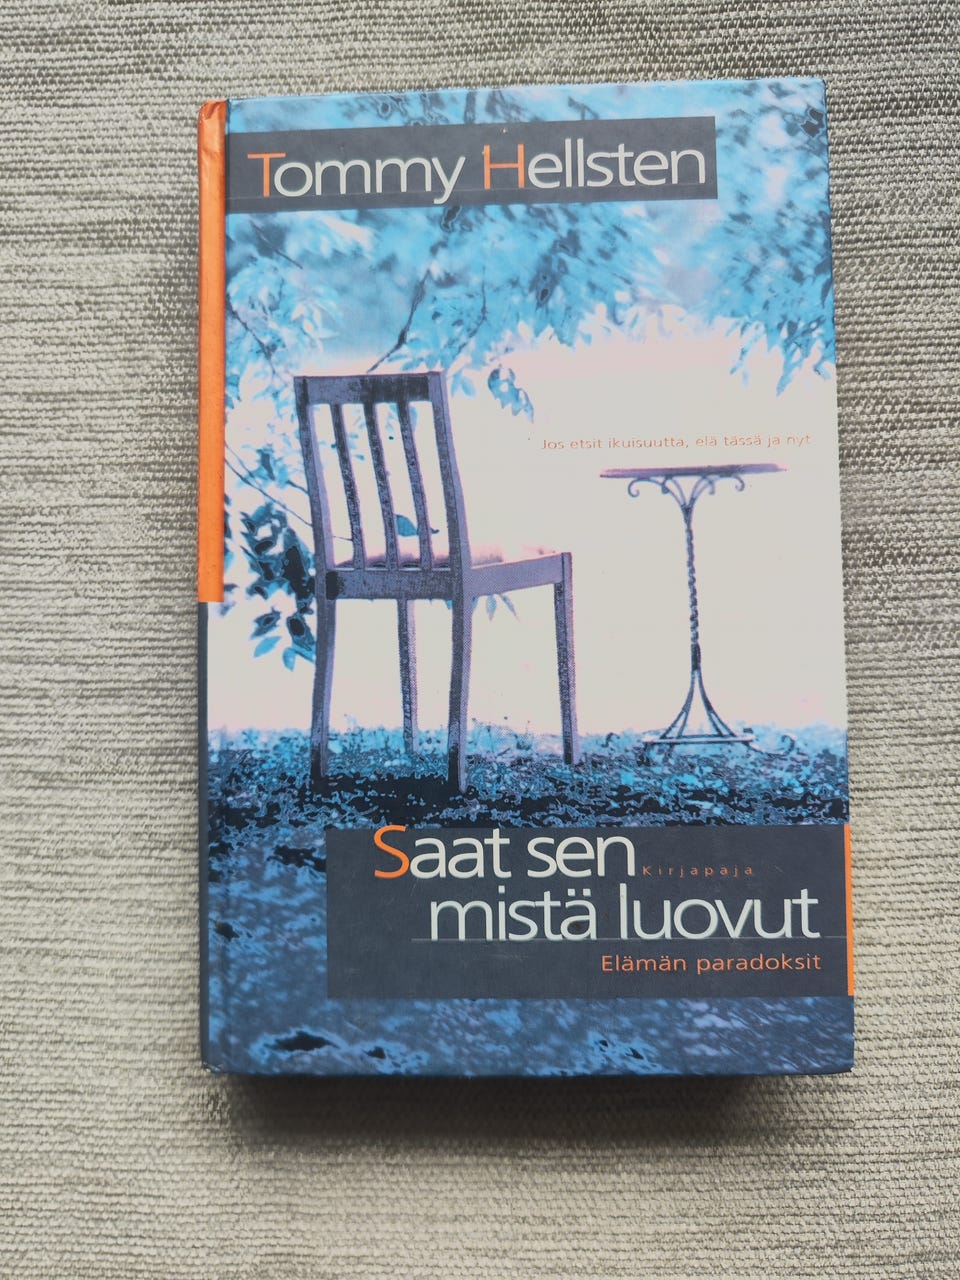 Tommy Hellsten
Jos etsit ikuisuutta, elä tässä ja nyt
Saat sen
Kirjapaja
mistä luovut
Elämän paradoksit